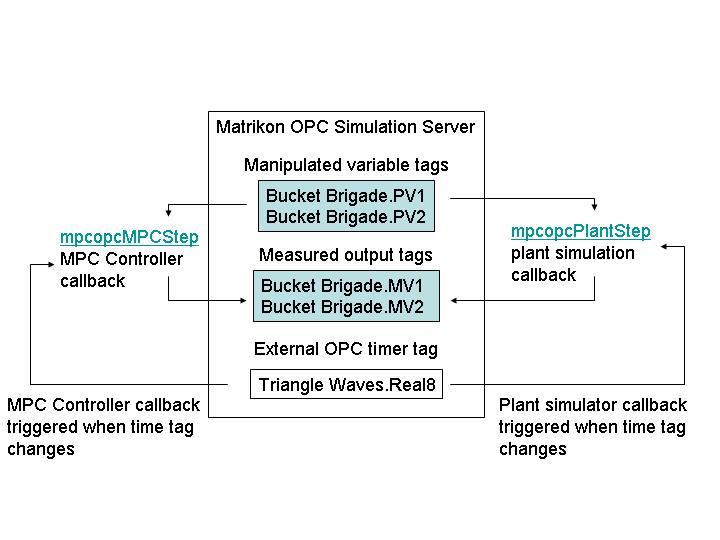 Matrikon OPC Simulation Server
Manipulated variable tags
Bucket Brigade.PV1
Bucket Brigade.PV2
mpcopcMPCStep
MPC Controller
callback
Measured output tags
Bucket Brigade.MV1
Bucket Brigade.MV2
mpcopcPlantStep
plant simulation
callback
External OPC timer tag
Triangle Waves.Real8
MPC Controller callback
triggered when time tag
changes
Plant simulator callback
triggered when time tag
changes